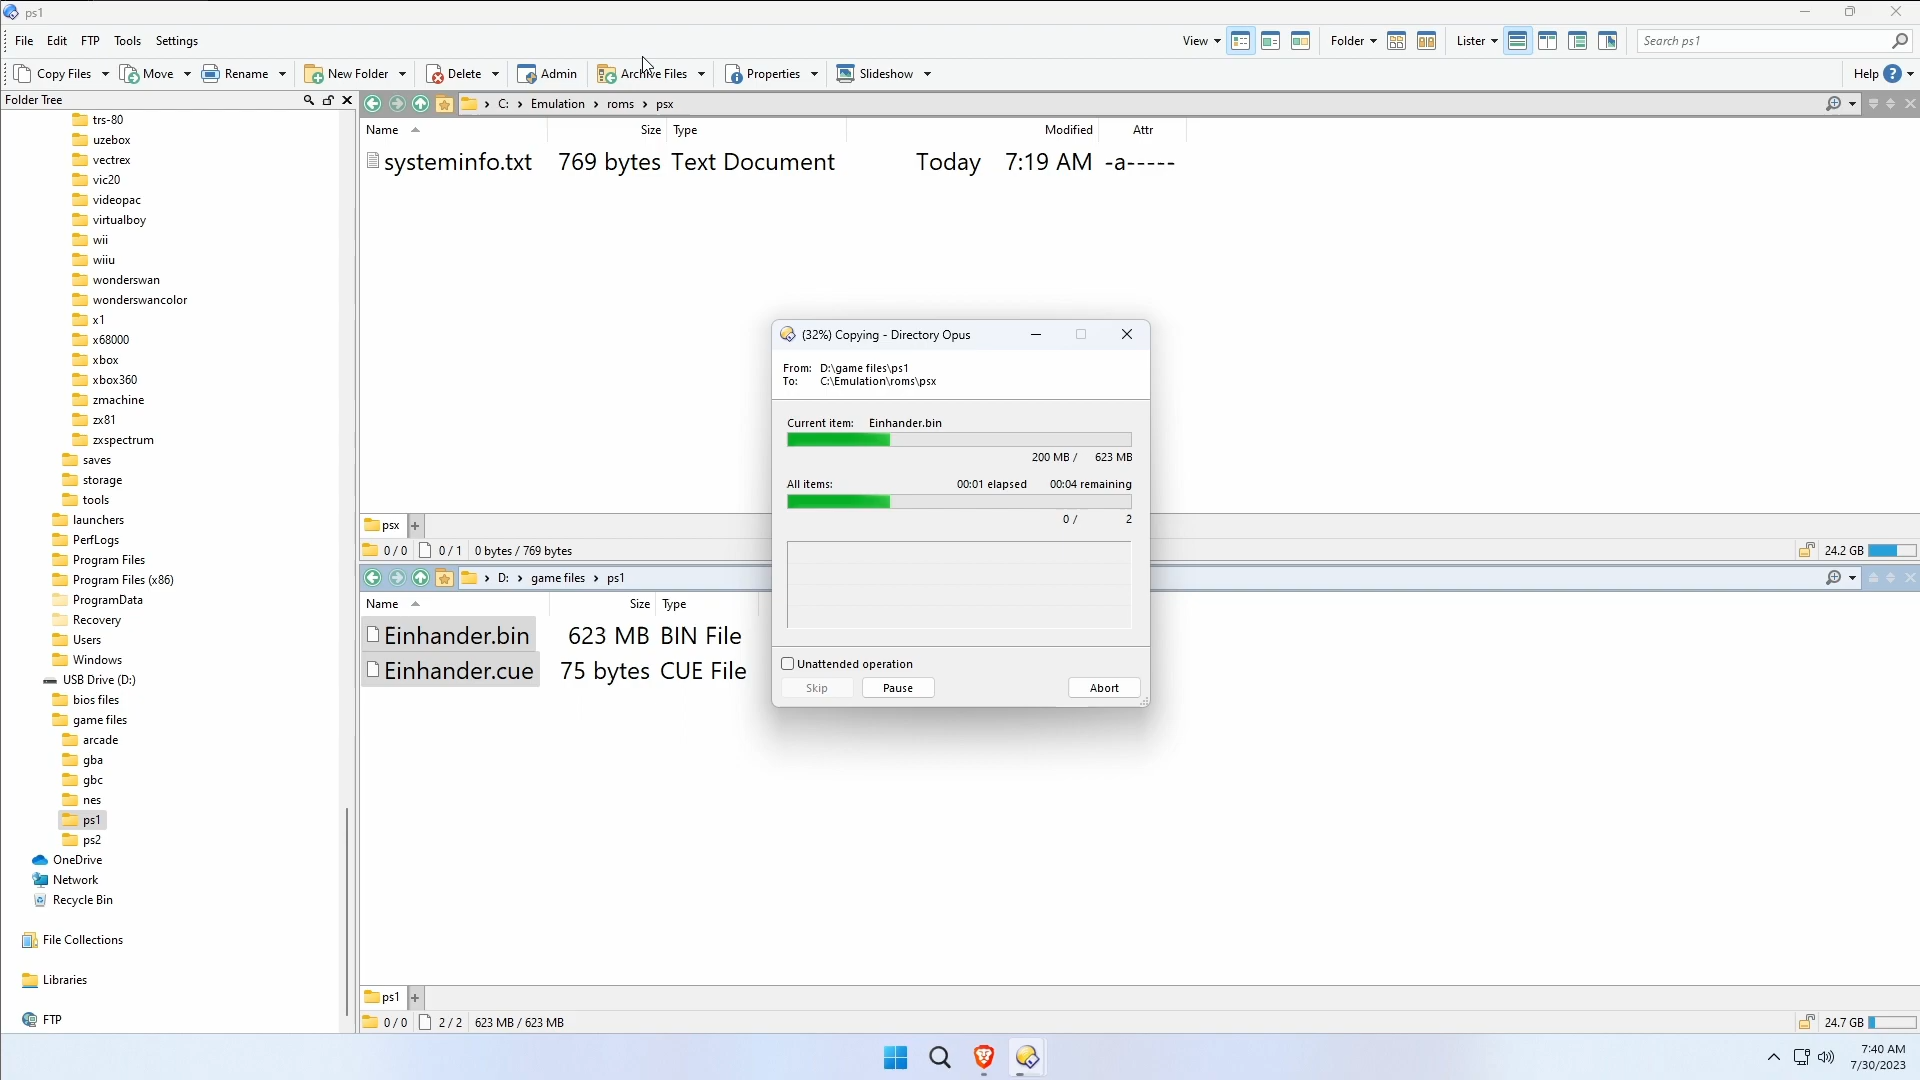 ps1
File Edit FTP Tools Settings
View Folder Lister Search ps1
Copy Files Move Rename New Folder Delete Admin Archive Files Properties Slideshow Help
Folder Tree
C: › Emulation › roms › psx
trs-80
uzebox
vectrex
vic20
videopac
virtualboy
wii
wiiu
wonderswan
wonderswancolor
x1
x68000
xbox
xbox360
zmachine
zx81
zxspectrum
saves
storage
tools
launchers
PerfLogs
Program Files
Program Files (x86)
ProgramData
Recovery
Users
Windows
USB Drive (D:)
bios files
game files
arcade
gba
gbc
nes
ps1
ps2
OneDrive
Network
Recycle Bin
File Collections
Libraries
FTP
Name Size Type Modified Attr
systeminfo.txt 769 bytes Text Document Today 7:19 AM -a-----
psx +
0 / 0 0 / 1 0 bytes / 769 bytes 24.2 GB
D: › game files › ps1
Name Size Type
Einhander.bin 623 MB BIN File
Einhander.cue 75 bytes CUE File
ps1 +
0 / 0 2 / 2 623 MB / 623 MB 24.7 GB
(32%) Copying - Directory Opus
From: D:\game files\ps1
To: C:\Emulation\roms\psx
Current item: Einhander.bin
200 MB / 623 MB
All items: 00:01 elapsed 00:04 remaining
0 / 2
Unattended operation
Skip Pause Abort
7:40 AM
7/30/2023